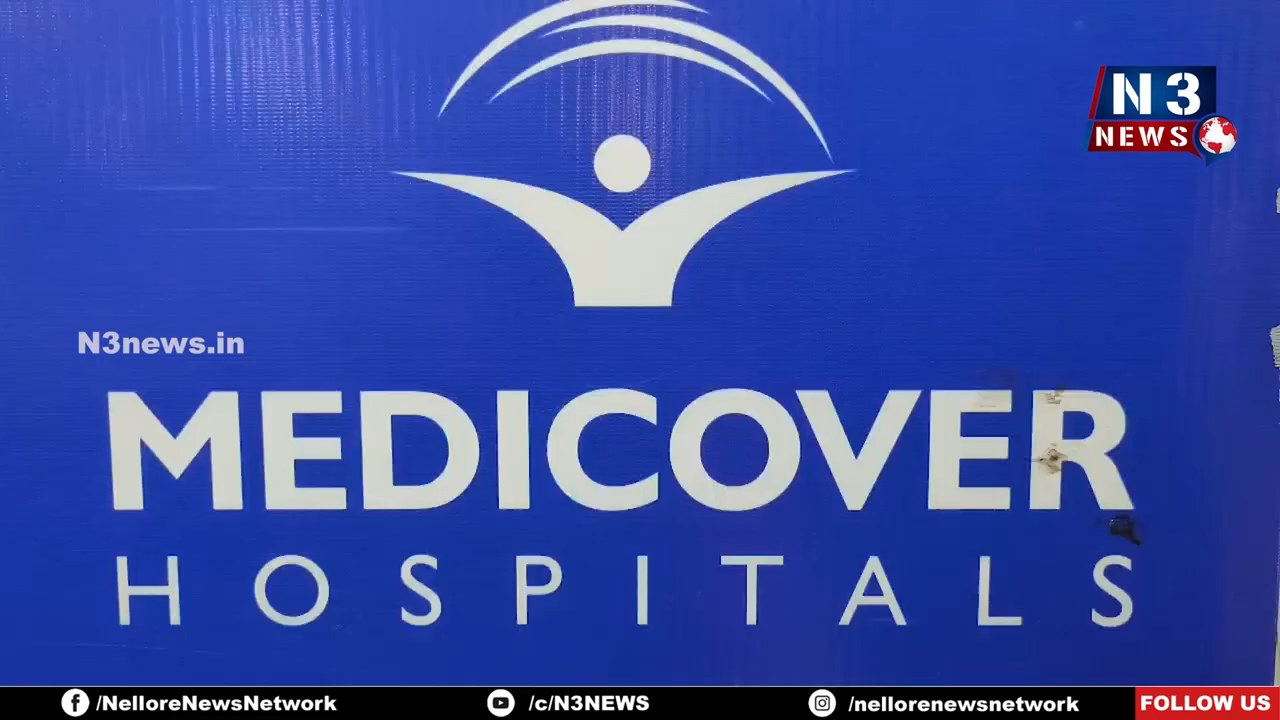 N3
NEWS
N3news.in
MEDICOVER
HOSPITALS
/NelloreNewsNetwork
/c/N3NEWS
/nellorenewsnetwork
FOLLOW US